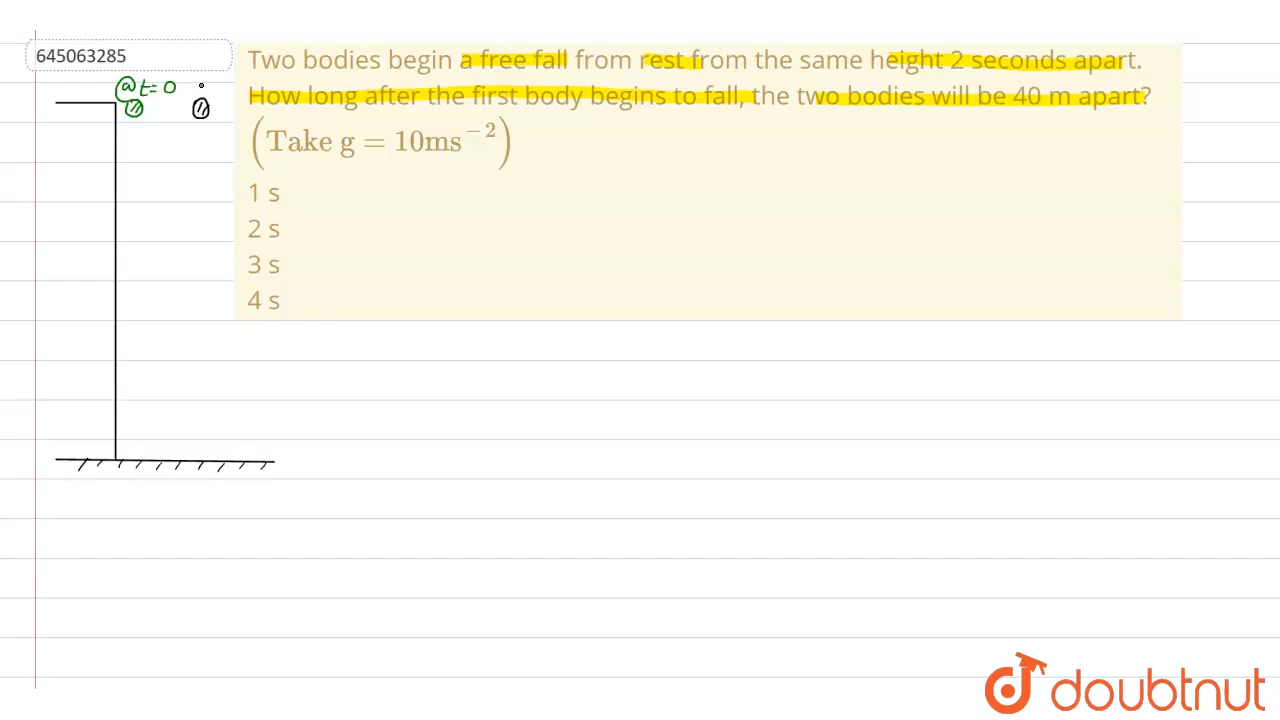 645063285
Two bodies begin a free fall from rest from the same height 2 seconds apart.
@ t = 0
How long after the first body begins to fall, the two bodies will be 40 m apart?
(Take g = 10ms⁻²)
1 s
2 s
3 s
4 s
doubtnut